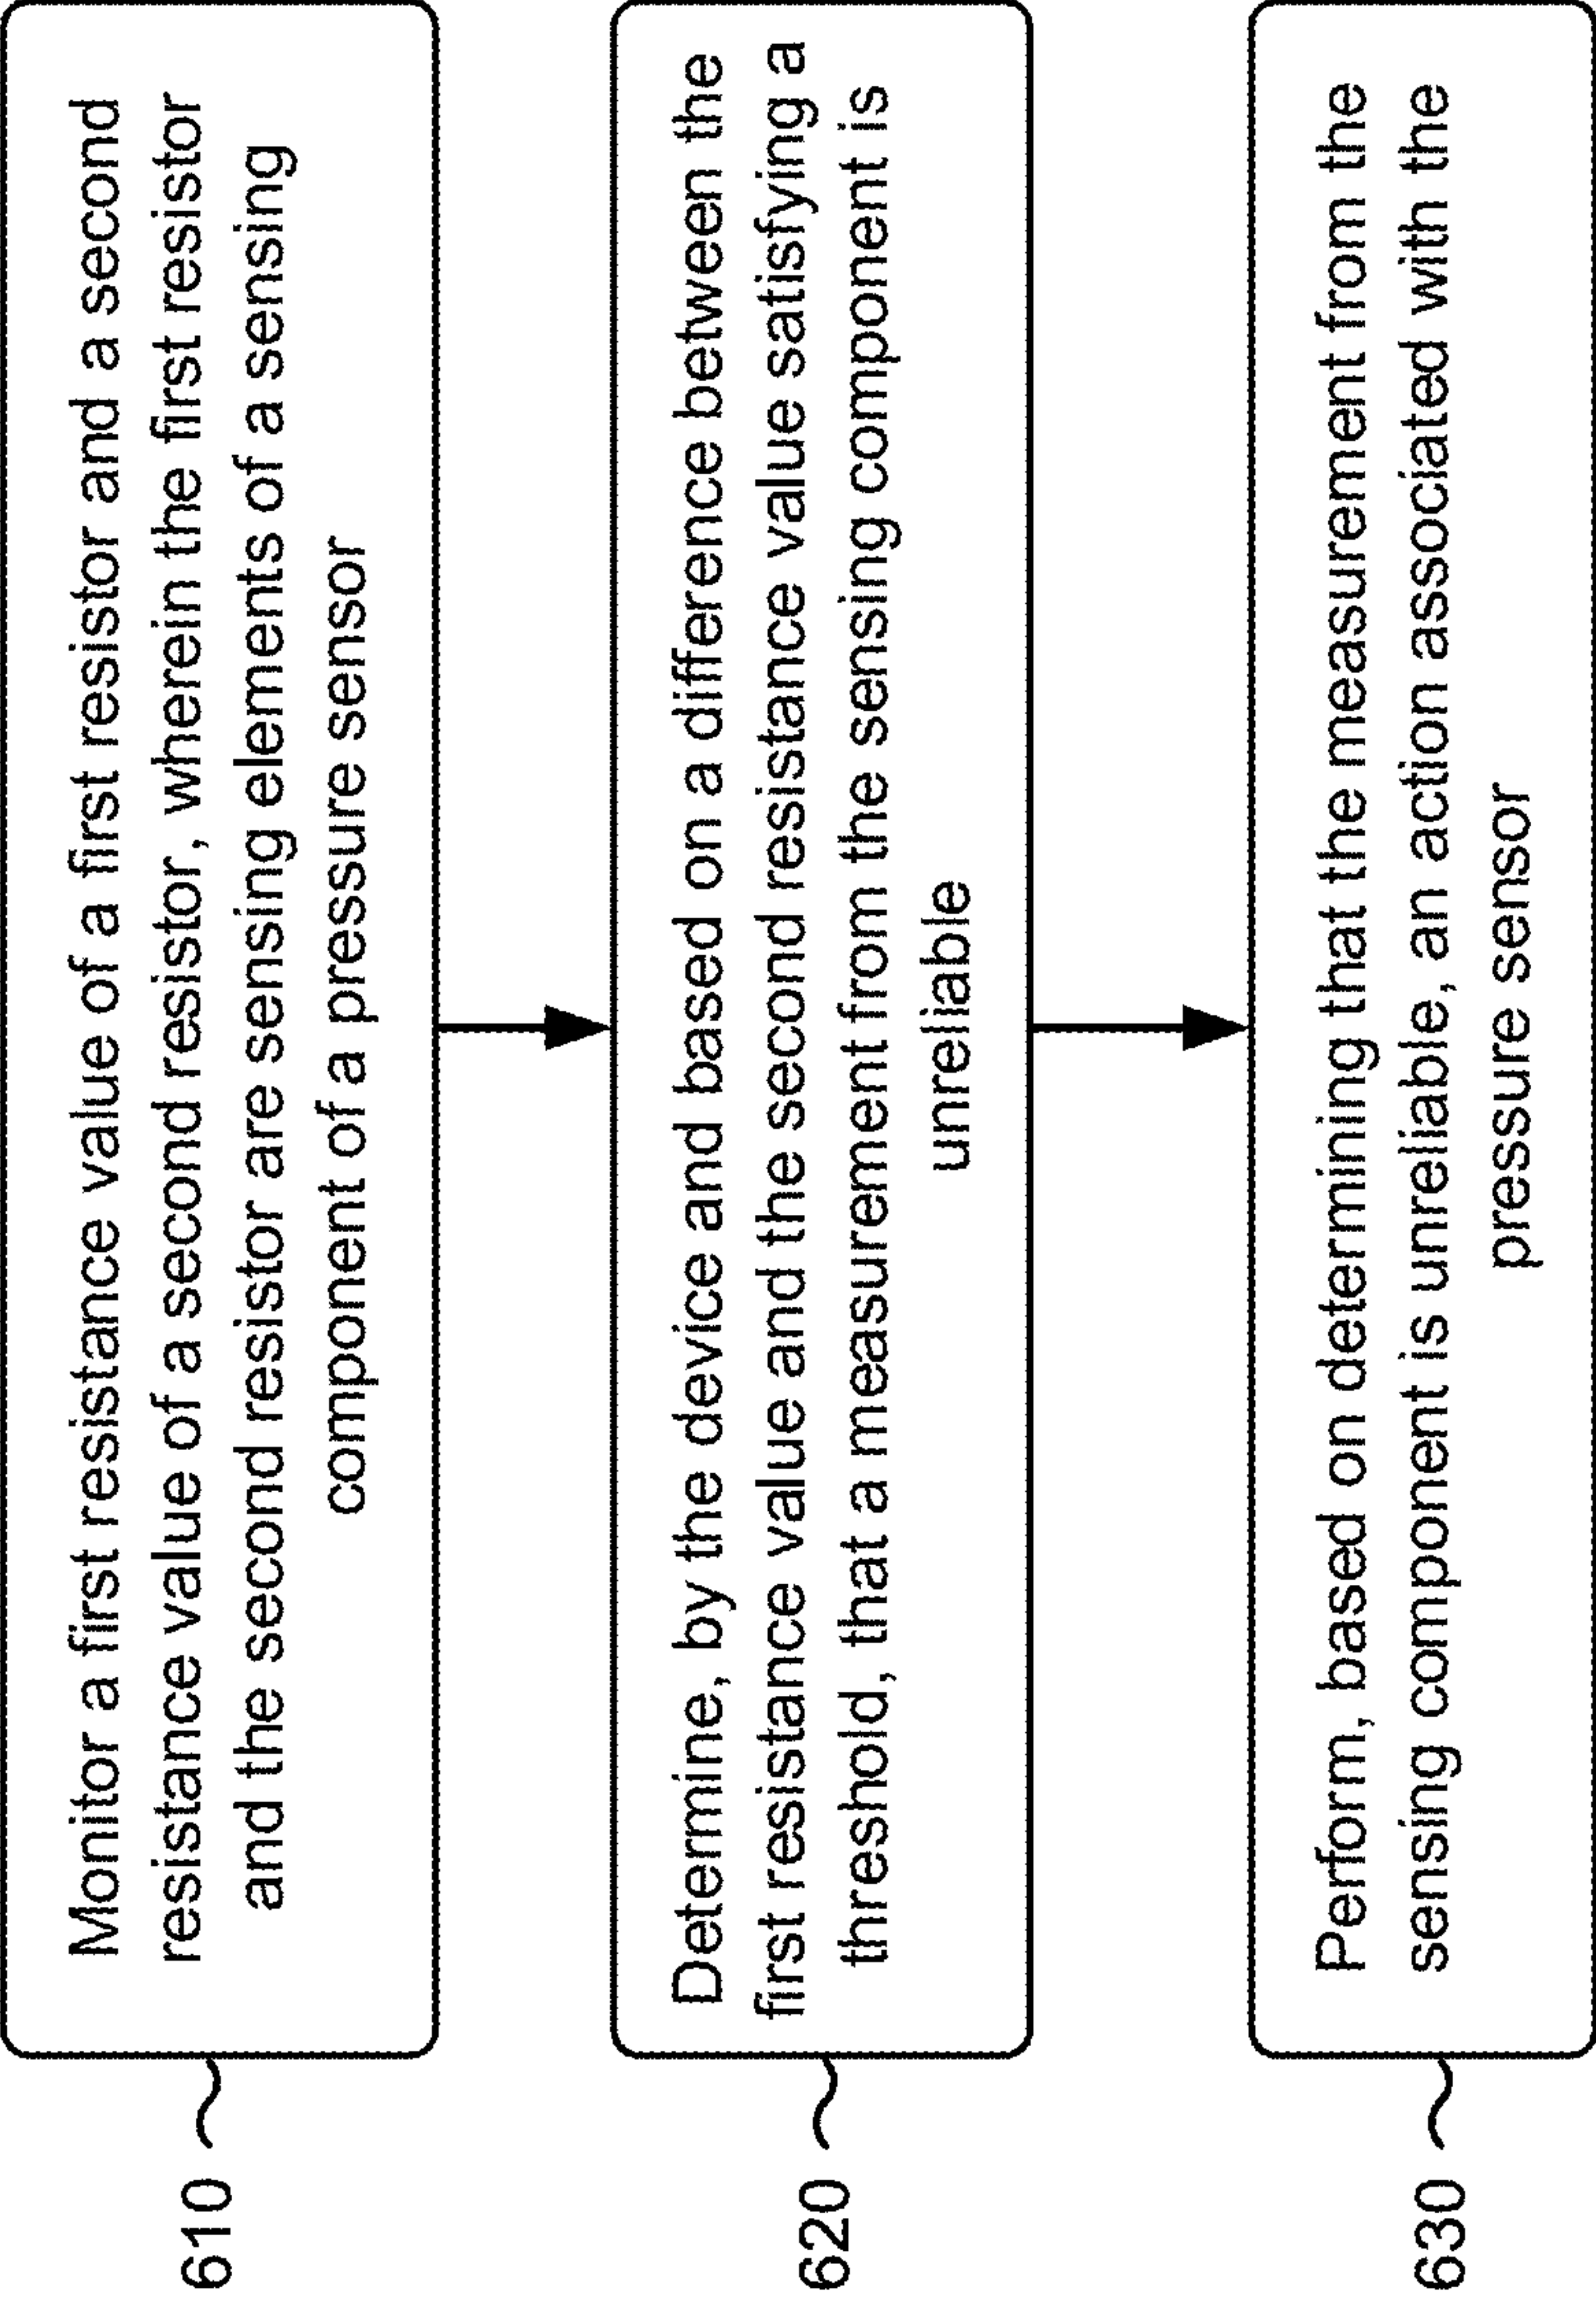 610
Monitor a first resistance value of a first resistor and a second
resistance value of a second resistor, wherein the first resistor
and the second resistor are sensing elements of a sensing
component of a pressure sensor
620
Determine, by the device and based on a difference between the
first resistance value and the second resistance value satisfying a
threshold, that a measurement from the sensing component is
unreliable
630
Perform, based on determining that the measurement from the
sensing component is unreliable, an action associated with the
pressure sensor